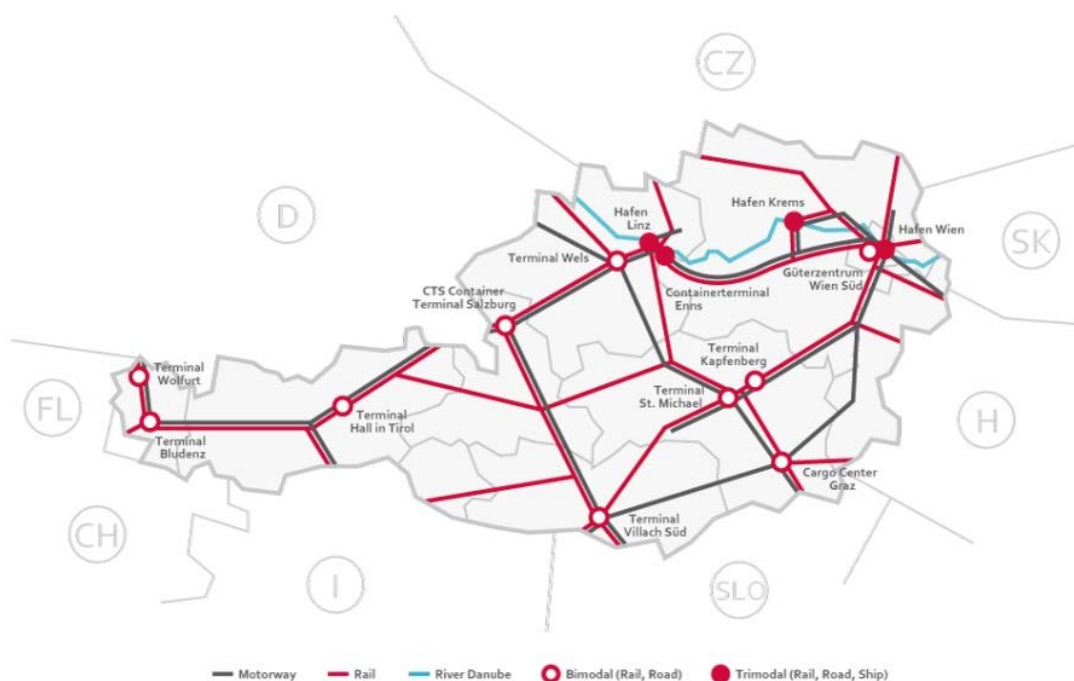 CZ
D
SK
Hafen Krems
Hafen
Linz
Hafen Wien
Terminal Wels
Güterzentrum
Wien Süd
Containerterminal
Enns
CTS Container
Terminal Salzburg
Terminal
Kapfenberg
Terminal
Wolfurt
Terminal
St. Michael
FL
Terminal
Hall in Tirol
H
Terminal
Bludenz
Cargo Center
Graz
Terminal
Villach Süd
CH
I
SLO
Motorway Rail River Danube Bimodal (Rail, Road) Trimodal (Rail, Road, Ship)